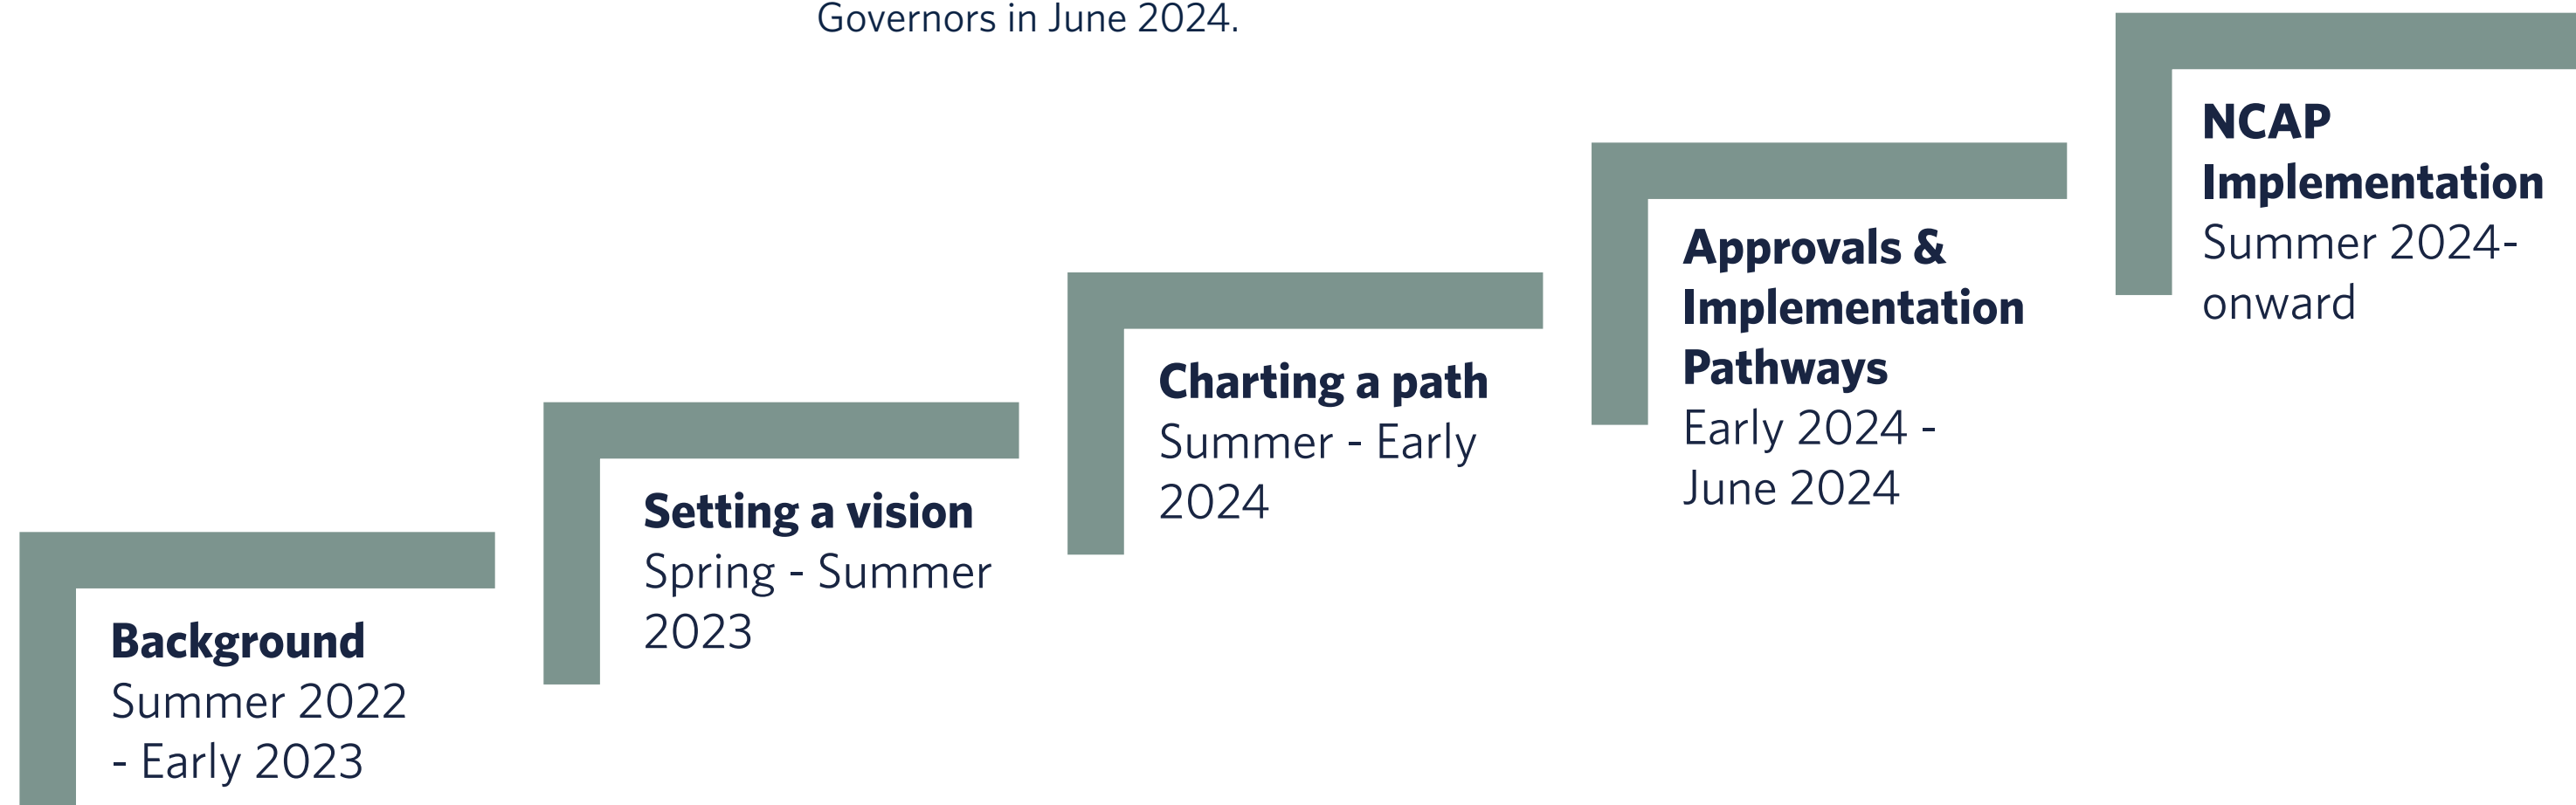 Governors in June 2024.
Background
Summer 2022
- Early 2023
Setting a vision
Spring - Summer
2023
Charting a path
Summer - Early
2024
Approvals &
Implementation
Pathways
Early 2024 -
June 2024
NCAP
Implementation
Summer 2024-
onward